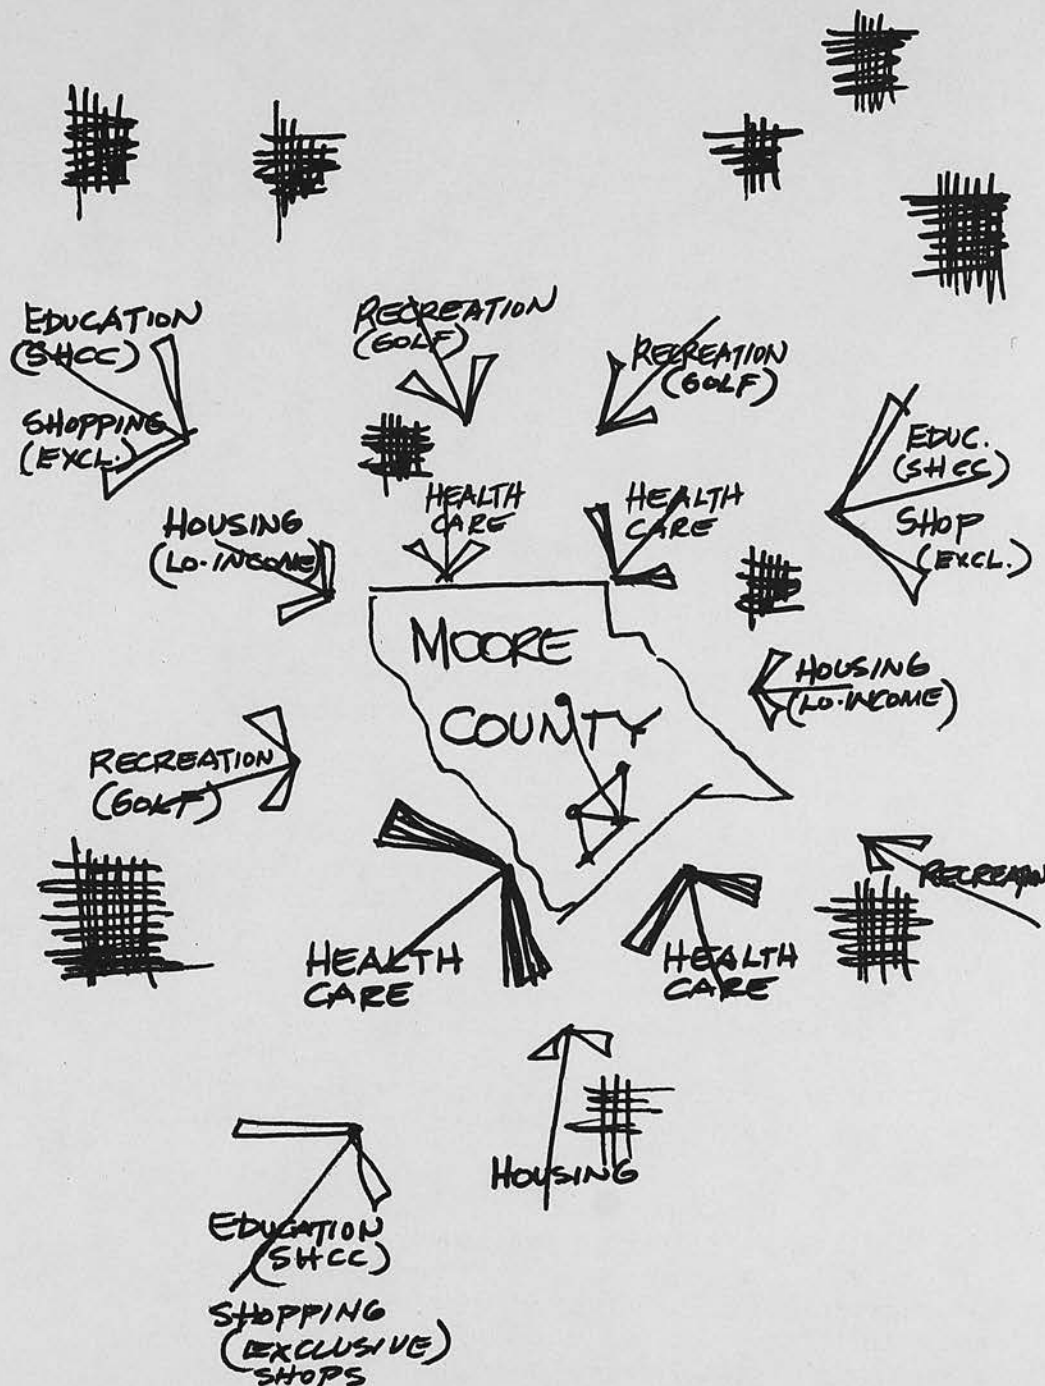 EDUCATION
(SHCC)
SHOPPING
(EXCL.)
RECREATION
(GOLF)
RECREATION
(GOLF)
EDUC.
(SHCC)
SHOP
(EXCL.)
HOUSING
(LO-INCOME)
HEALTH
CARE
HEALTH
CARE
MOORE
COUNTY
HOUSING
(LO-INCOME)
RECREATION
(GOLF)
RECREATION
HEALTH
CARE
HEALTH
CARE
HOUSING
EDUCATION
(SHCC)
SHOPPING
(EXCLUSIVE)
SHOPS